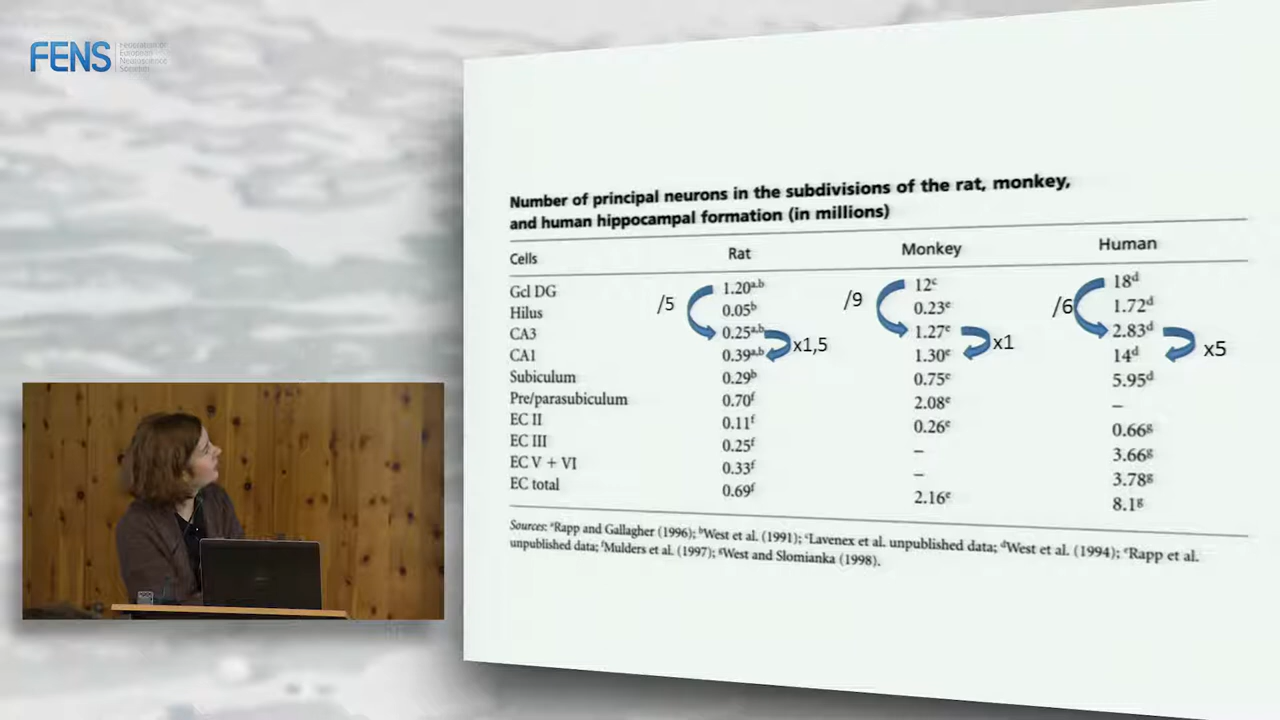 FENS
Federation of
European
Neuroscience
Societies
Number of principal neurons in the subdivisions of the rat, monkey,
and human hippocampal formation (in millions)
Cells Rat Monkey Human
Gcl DG 1.20a,b 12c 18d
Hilus 0.05b 0.23e 1.72d
CA3 0.25a,b 1.27e 2.83d
CA1 0.39a,b 1.30e 14d
Subiculum 0.29b 0.75e 5.95d
Pre/parasubiculum 0.70f 2.08e –
EC II 0.11f 0.26e 0.66g
EC III 0.25f – 3.66g
EC V + VI 0.33f – 3.78g
EC total 0.69f 2.16e 8.1g
/5 /9 /6
x1,5 x1 x5
Sources: aRapp and Gallagher (1996); bWest et al. (1991); cLavenex et al. unpublished data; dWest et al. (1994); eRapp et al.
unpublished data; fMulders et al. (1997); gWest and Slomianka (1998).